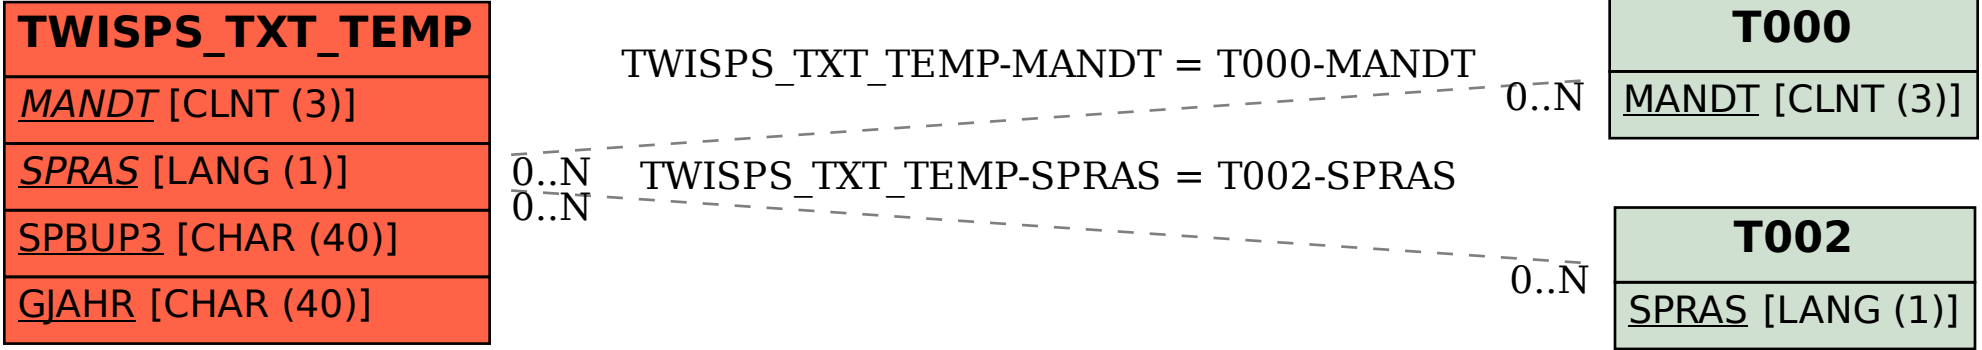 TWISPS_TXT_TEMP
MANDT [CLNT (3)]
SPRAS [LANG (1)]
SPBUP3 [CHAR (40)]
GJAHR [CHAR (40)]
TWISPS_TXT_TEMP-MANDT = T000-MANDT
0..N
0..N
TWISPS_TXT_TEMP-SPRAS = T002-SPRAS
0..N
0..N
T000
MANDT [CLNT (3)]
T002
SPRAS [LANG (1)]